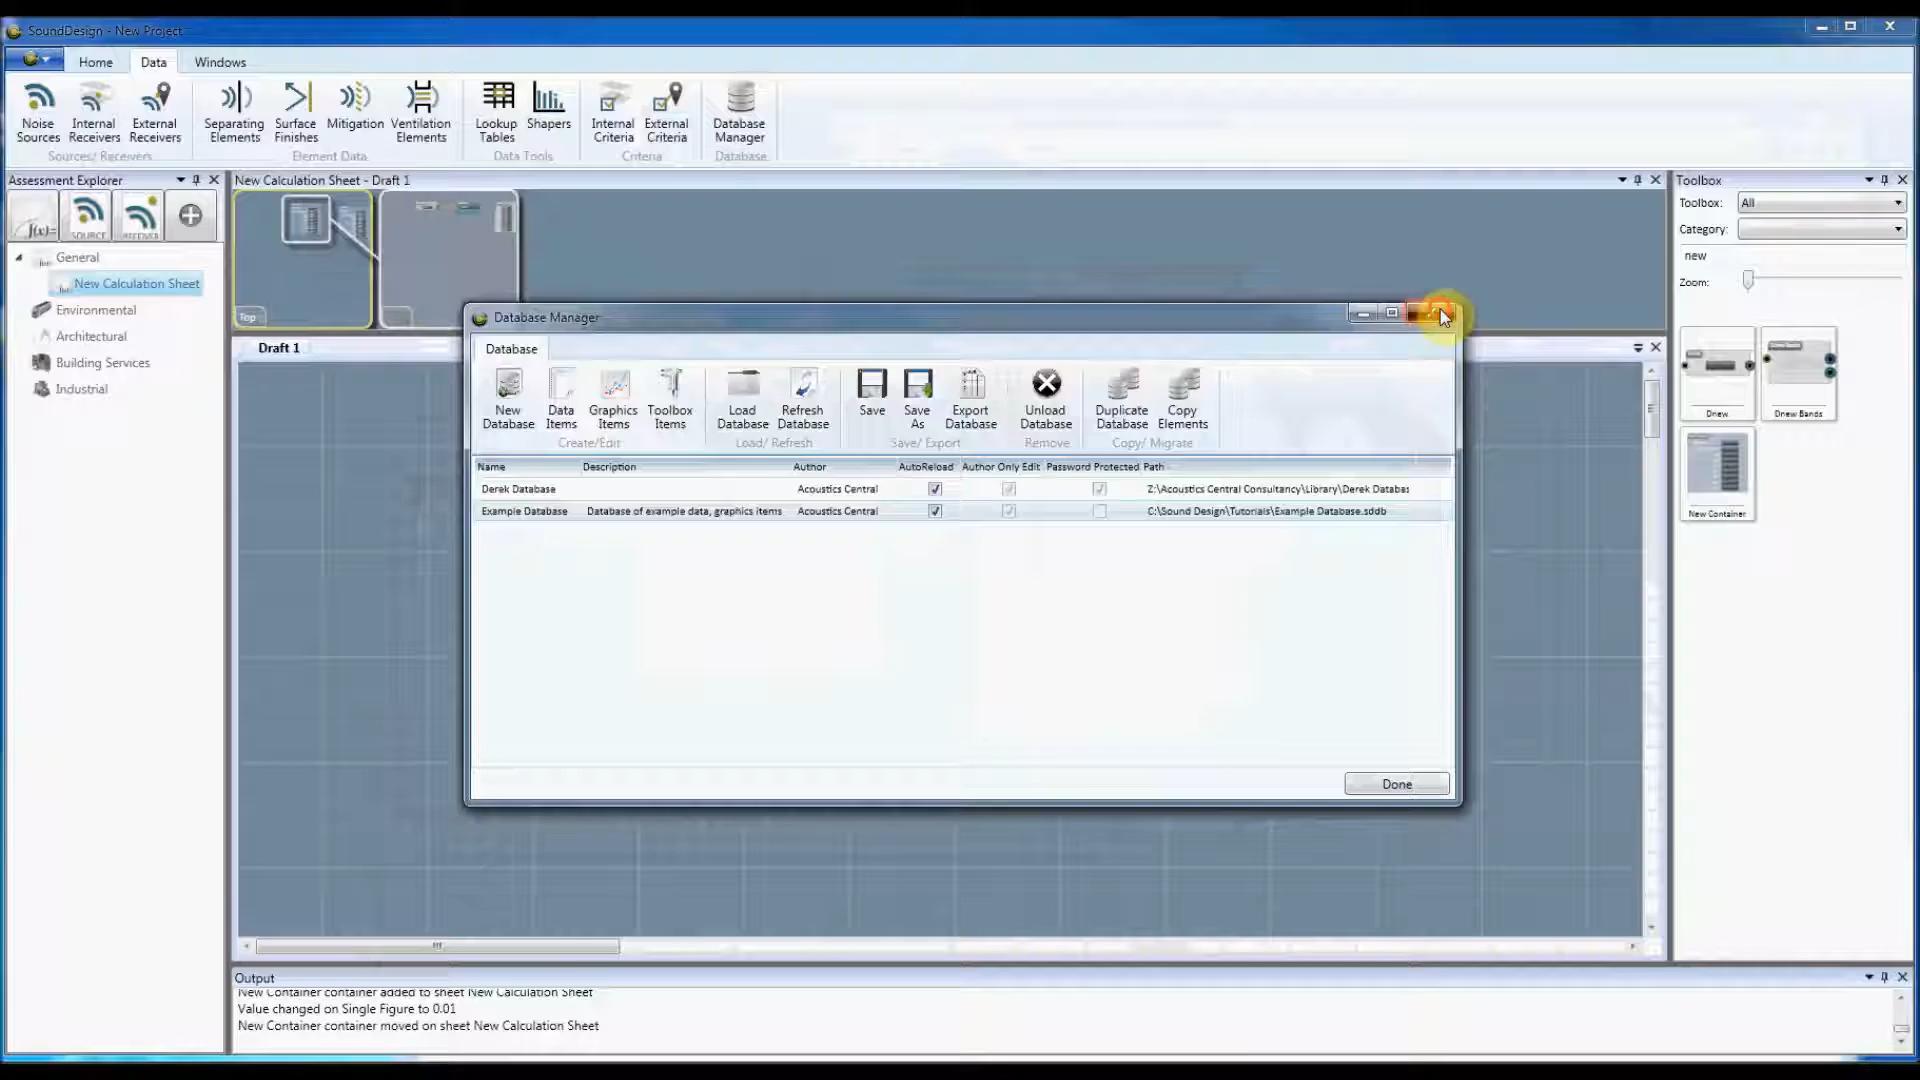 SoundDesign - New Project
Home
Data
Windows
Noise
Sources
Internal
Receivers
External
Receivers
Sources/ Receivers
Separating
Elements
Surface
Finishes
Mitigation
Ventilation
Elements
Element Data
Lookup
Tables
Shapers
Data Tools
Internal
Criteria
External
Criteria
Criteria
Database
Manager
Database
Assessment Explorer
f(x)=
SOURCE
RECEIVER
General
New Calculation Sheet
Environmental
Architectural
Building Services
Industrial
New Calculation Sheet - Draft 1
Top
Draft 1
Database Manager
Database
New
Database
Data
Items
Graphics
Items
Toolbox
Items
Create/Edit
Load
Database
Refresh
Database
Load/ Refresh
Save
Save
As
Export
Database
Save/ Export
Unload
Database
Remove
Duplicate
Database
Copy
Elements
Copy/ Migrate
Name Description Author AutoReload Author Only Edit Password Protected Path
Derek Database Acoustics Central Z:\Acoustics Central Consultancy\Library\Derek Databas
Example Database Database of example data, graphics items Acoustics Central C:\Sound Design\Tutorials\Example Database.sddb
Done
Toolbox
Toolbox: All
Category:
new
Zoom:
Dnew
Dnew Bands
New Container
Output
New Container container added to sheet New Calculation Sheet
Value changed on Single Figure to 0.01
New Container container moved on sheet New Calculation Sheet